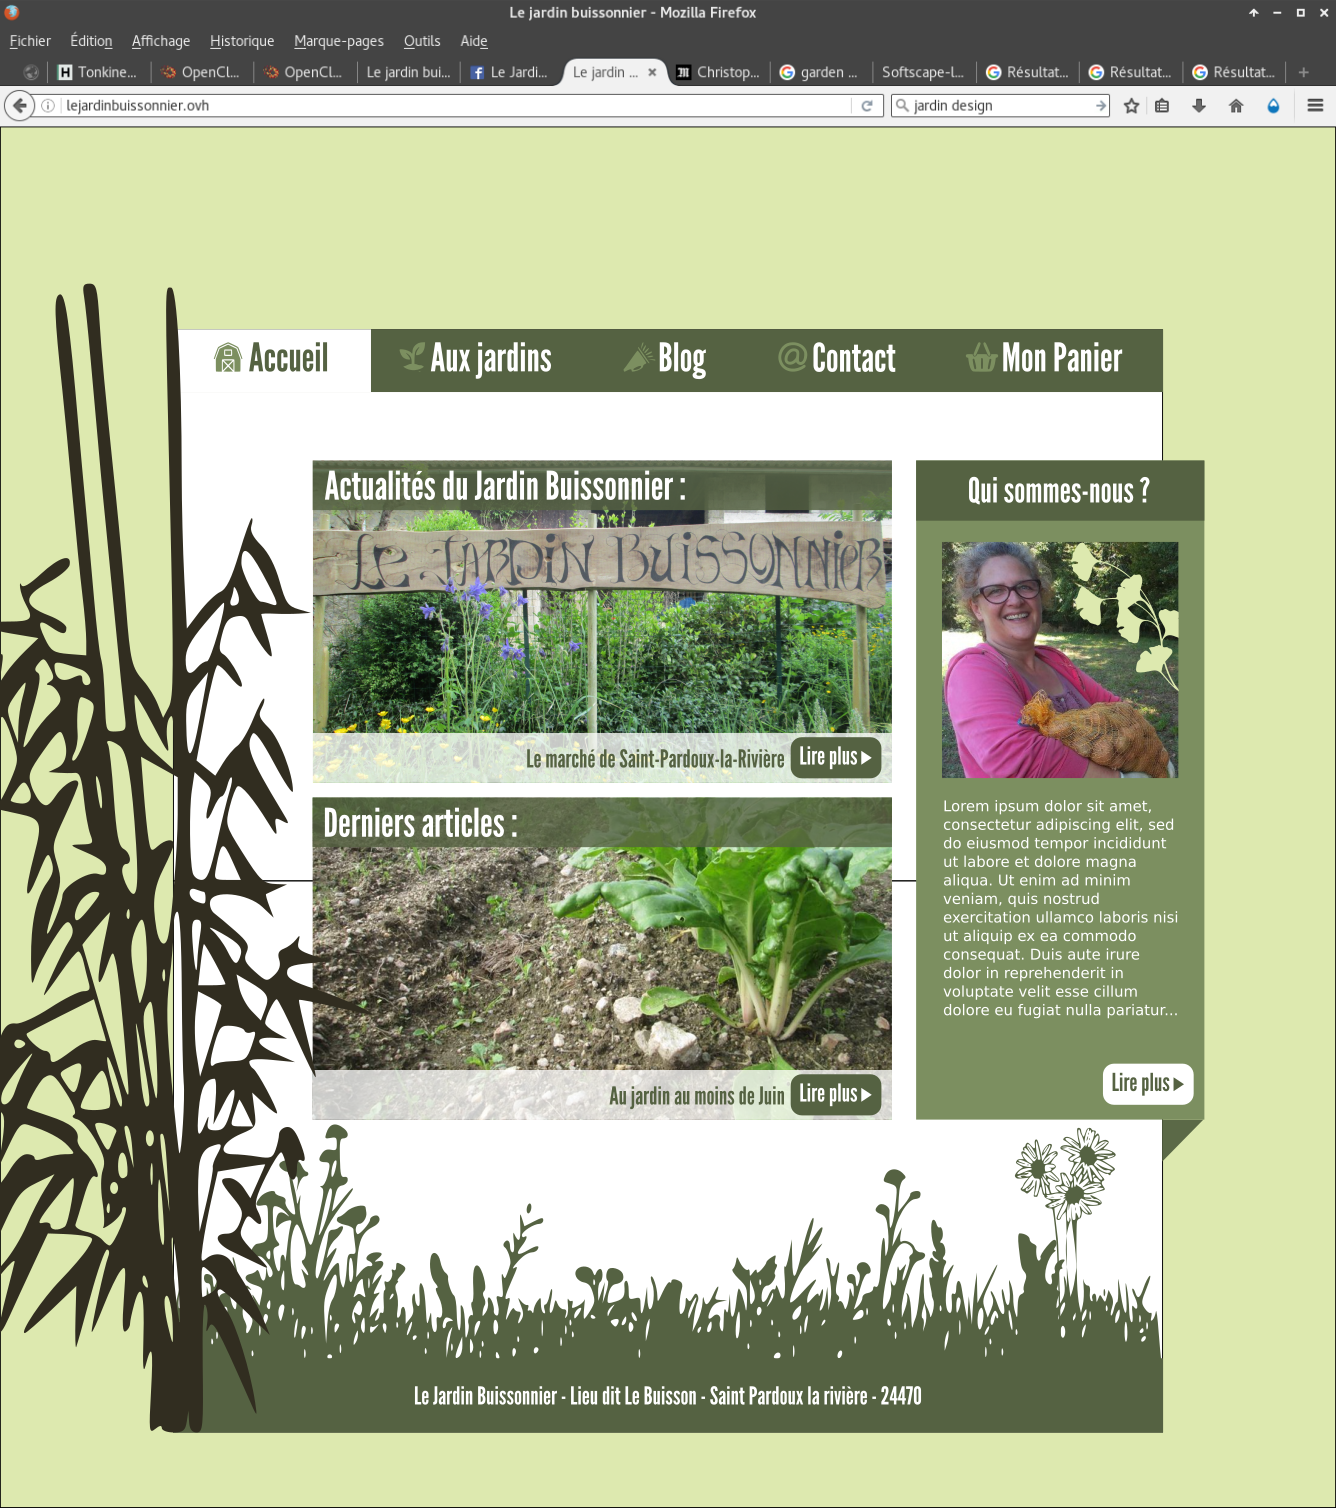 Le jardin buissonnier - Mozilla Firefox
Fichier Édition Affichage Historique Marque-pages Outils Aide
Tonkine... OpenCl... OpenCl... Le jardin bui... Le Jardi... Le jardin ... Christop... garden ... Softscape-l... Résultat... Résultat... Résultat...
lejardinbuissonnier.ovh jardin design
Accueil Aux jardins Blog Contact Mon Panier
Actualités du Jardin Buissonnier :
Le JARDiN BUiSSONNieR
Le marché de Saint-Pardoux-la-Rivière Lire plus
Derniers articles :
Au jardin au moins de Juin Lire plus
Qui sommes-nous ?
Lorem ipsum dolor sit amet,
consectetur adipiscing elit, sed
do eiusmod tempor incididunt
ut labore et dolore magna
aliqua. Ut enim ad minim
veniam, quis nostrud
exercitation ullamco laboris nisi
ut aliquip ex ea commodo
consequat. Duis aute irure
dolor in reprehenderit in
voluptate velit esse cillum
dolore eu fugiat nulla pariatur...
Lire plus
Le Jardin Buissonnier - Lieu dit Le Buisson - Saint Pardoux la rivière - 24470